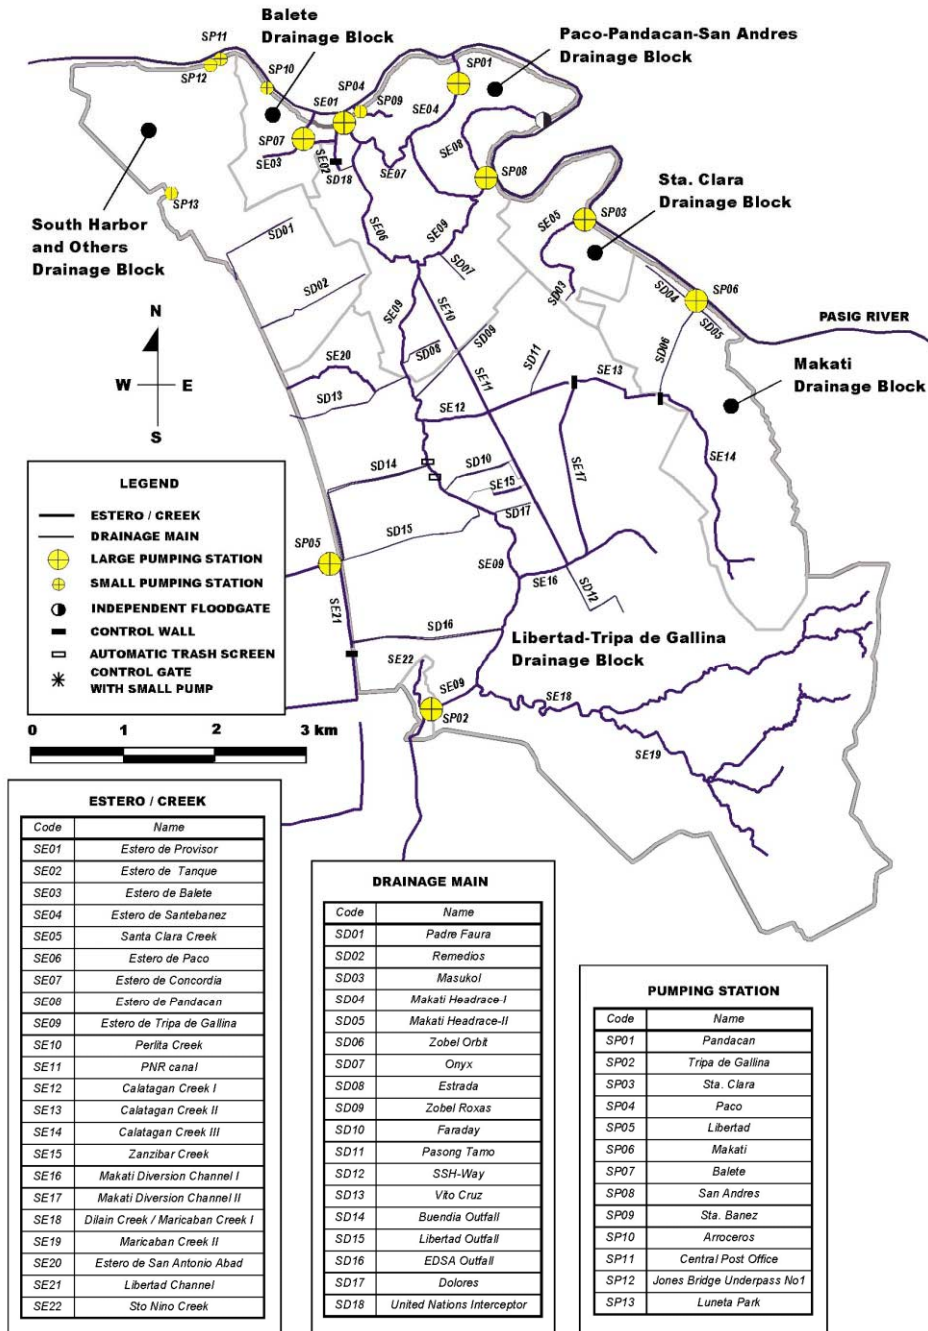 SP11
Balete
Drainage Block
Paco-Pandacan-San Andres
Drainage Block
SP12
SP10
SP04
SP01
SE01
SP09
SE04
SP07
SE02
SE03
SD18
SE07
SE08
SP08
Sta. Clara
Drainage Block
SP13
SE05
SP03
South Harbor
and Others
Drainage Block
SD01
SE06
SE09
SD07
SD03
SD04
SP06
SD02
SE10
SE09
SD05
PASIG RIVER
N
W
E
S
SD08
SD09
SD11
SD06
SE20
SE11
SE13
Makati
Drainage Block
SD13
SE12
SE14
SD14
SD10
SE17
SE15
SD17
SD15
SP05
SE09
SE16
SD12
SE21
SD16
Libertad-Tripa de Gallina
Drainage Block
SE22
SE09
SE18
SP02
SE19
LEGEND
ESTERO / CREEK
DRAINAGE MAIN
LARGE PUMPING STATION
SMALL PUMPING STATION
INDEPENDENT FLOODGATE
CONTROL WALL
AUTOMATIC TRASH SCREEN
CONTROL GATE
WITH SMALL PUMP
0 1 2 3 km
ESTERO / CREEK
Code Name
SE01 Estero de Provisor
SE02 Estero de Tanque
SE03 Estero de Balete
SE04 Estero de Santebanez
SE05 Santa Clara Creek
SE06 Estero de Paco
SE07 Estero de Concordia
SE08 Estero de Pandacan
SE09 Estero de Tripa de Gallina
SE10 Perlita Creek
SE11 PNR canal
SE12 Calatagan Creek I
SE13 Calatagan Creek II
SE14 Calatagan Creek III
SE15 Zanzibar Creek
SE16 Makati Diversion Channel I
SE17 Makati Diversion Channel II
SE18 Dilain Creek / Maricaban Creek I
SE19 Maricaban Creek II
SE20 Estero de San Antonio Abad
SE21 Libertad Channel
SE22 Sto Nino Creek
DRAINAGE MAIN
Code Name
SD01 Padre Faura
SD02 Remedios
SD03 Masukol
SD04 Makati Headrace-I
SD05 Makati Headrace-II
SD06 Zobel Orbit
SD07 Onyx
SD08 Estrada
SD09 Zobel Roxas
SD10 Faraday
SD11 Pasong Tamo
SD12 SSH-Way
SD13 Vito Cruz
SD14 Buendia Outfall
SD15 Libertad Outfall
SD16 EDSA Outfall
SD17 Dolores
SD18 United Nations Interceptor
PUMPING STATION
Code Name
SP01 Pandacan
SP02 Tripa de Gallina
SP03 Sta. Clara
SP04 Paco
SP05 Libertad
SP06 Makati
SP07 Balete
SP08 San Andres
SP09 Sta. Banez
SP10 Arroceros
SP11 Central Post Office
SP12 Jones Bridge Underpass No1
SP13 Luneta Park